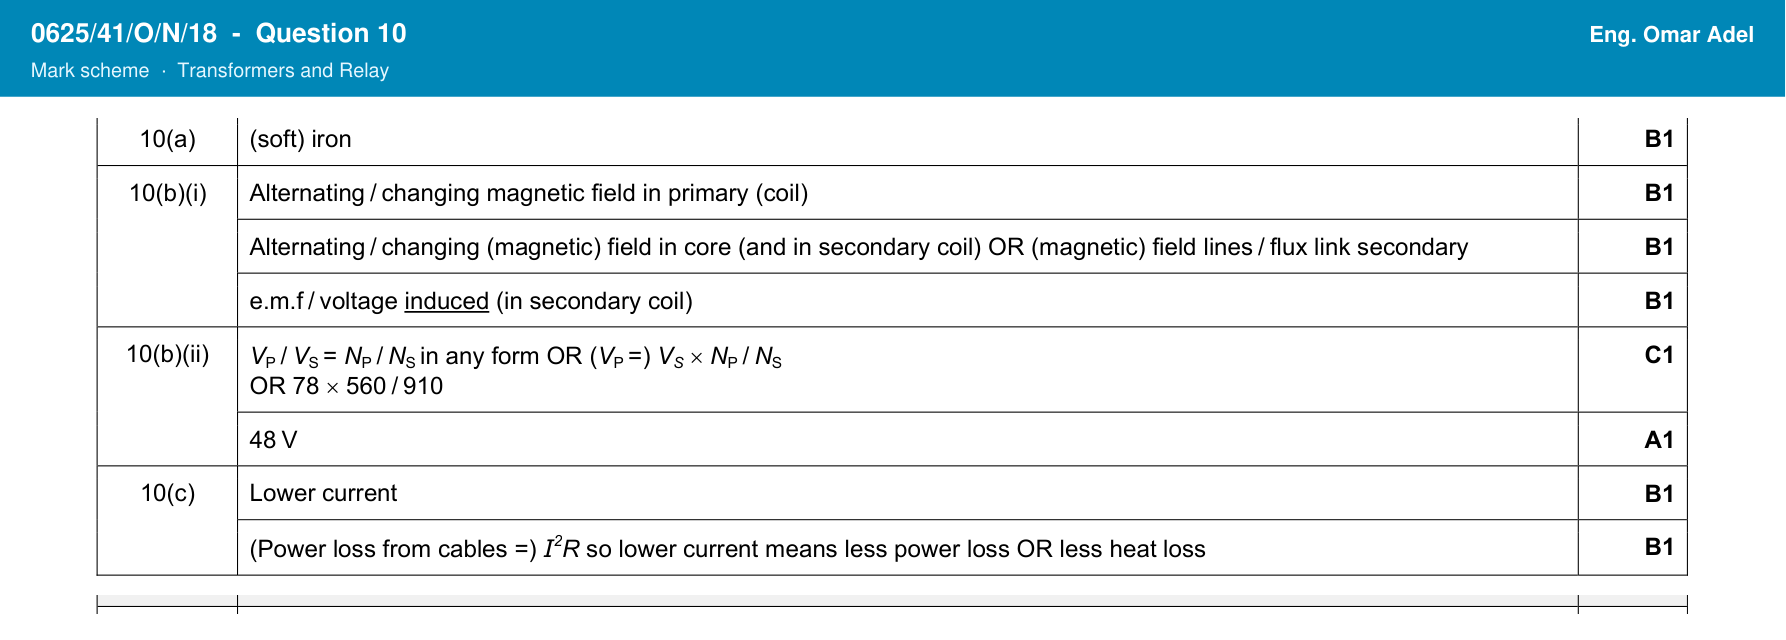 0625/41/O/N/18 - Question 10
Eng. Omar Adel
Mark scheme · Transformers and Relay
10(a) (soft) iron B1
10(b)(i) Alternating / changing magnetic field in primary (coil) B1
Alternating / changing (magnetic) field in core (and in secondary coil) OR (magnetic) field lines / flux link secondary B1
e.m.f / voltage induced (in secondary coil) B1
10(b)(ii) VP / VS = NP / NS in any form OR (VP =) VS × NP / NS C1
OR 78 × 560 / 910
48 V A1
10(c) Lower current B1
(Power loss from cables =) I²R so lower current means less power loss OR less heat loss B1